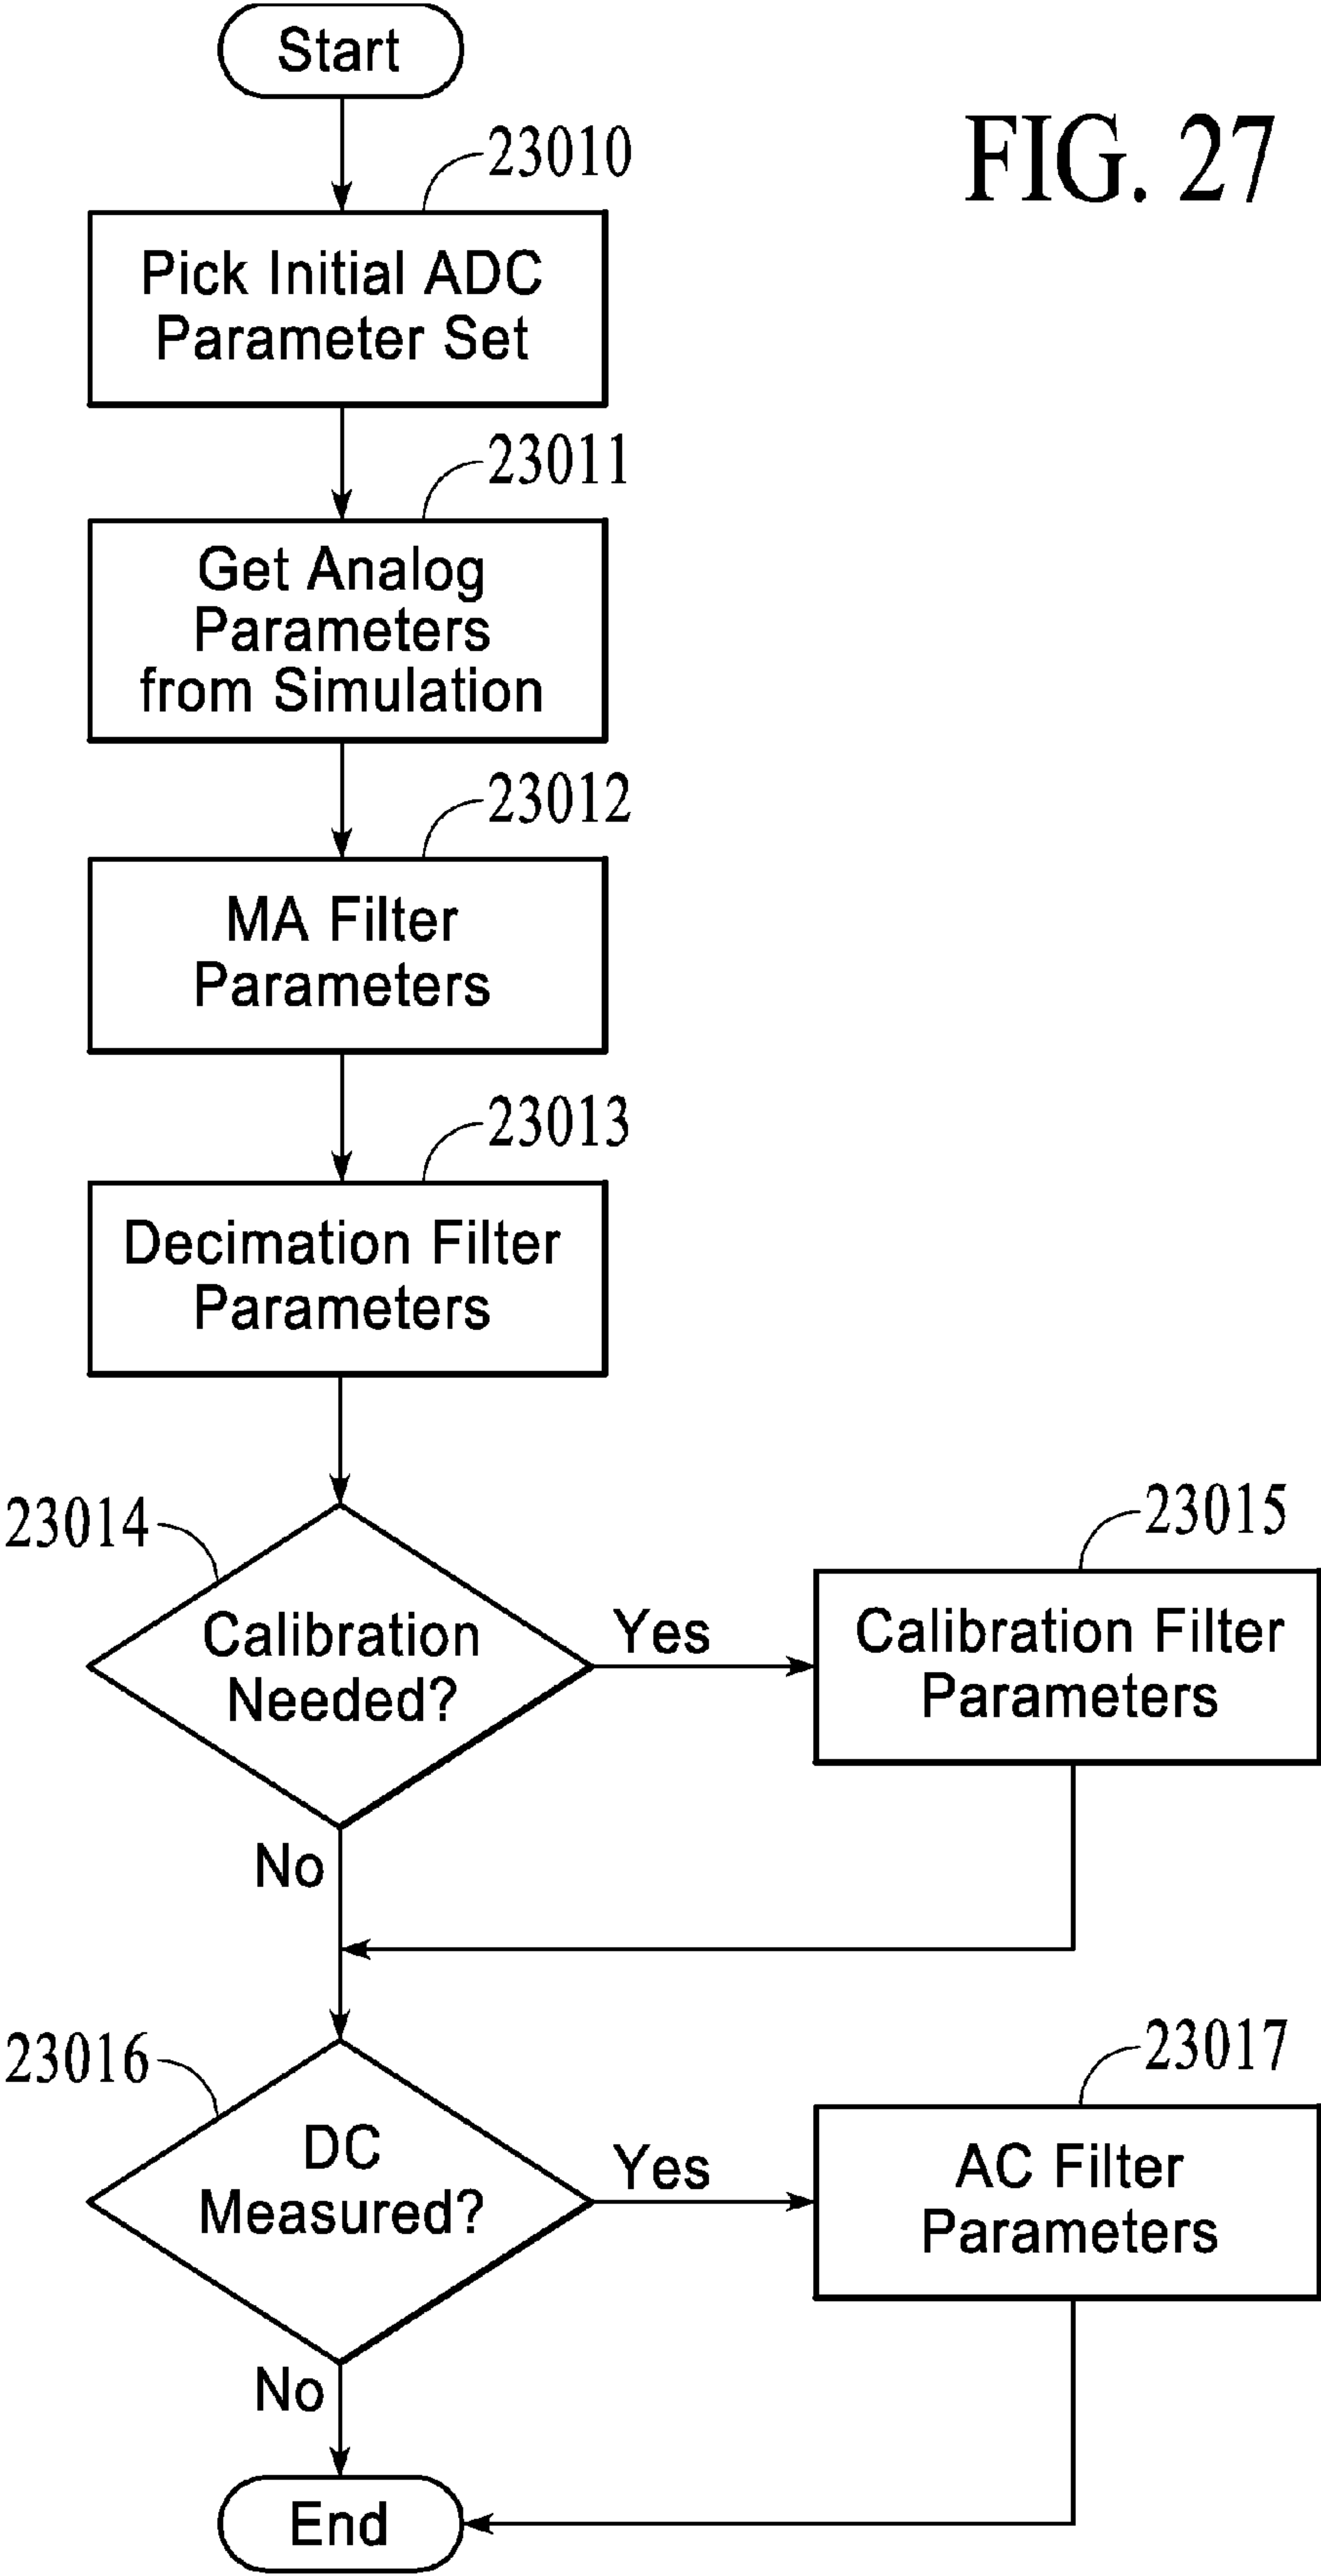 Start
FIG. 27
23010
Pick Initial ADC
Parameter Set
23011
Get Analog
Parameters
from Simulation
23012
MA Filter
Parameters
23013
Decimation Filter
Parameters
23014
Calibration
Needed?
Yes
23015
Calibration Filter
Parameters
No
23016
DC
Measured?
Yes
23017
AC Filter
Parameters
No
End